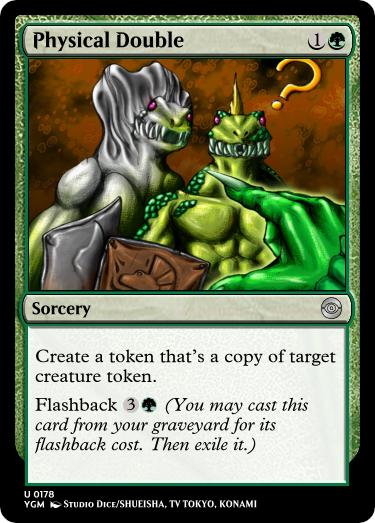 Physical Double 1
Sorcery
Create a token that's a copy of target
creature token.
Flashback 3 (You may cast this
card from your graveyard for its
flashback cost. Then exile it.)
U 0178
YGM Studio Dice/SHUEISHA, TV TOKYO, KONAMI
?